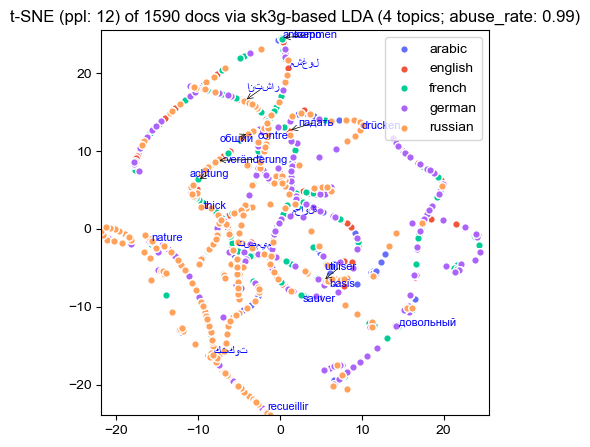 t-SNE (ppl: 12) of 1590 docs via sk3g-based LDA (4 topics; abuse_rate: 0.99)
arabic
english
french
german
russian
مشغول
انتشار
падать
drücken
общий
contre
veränderung
achtung
thick
nature
utiliser
basis
sauver
довольный
كتكوت
recueillir
20
10
0
−10
−20
−20
−10
0
10
20